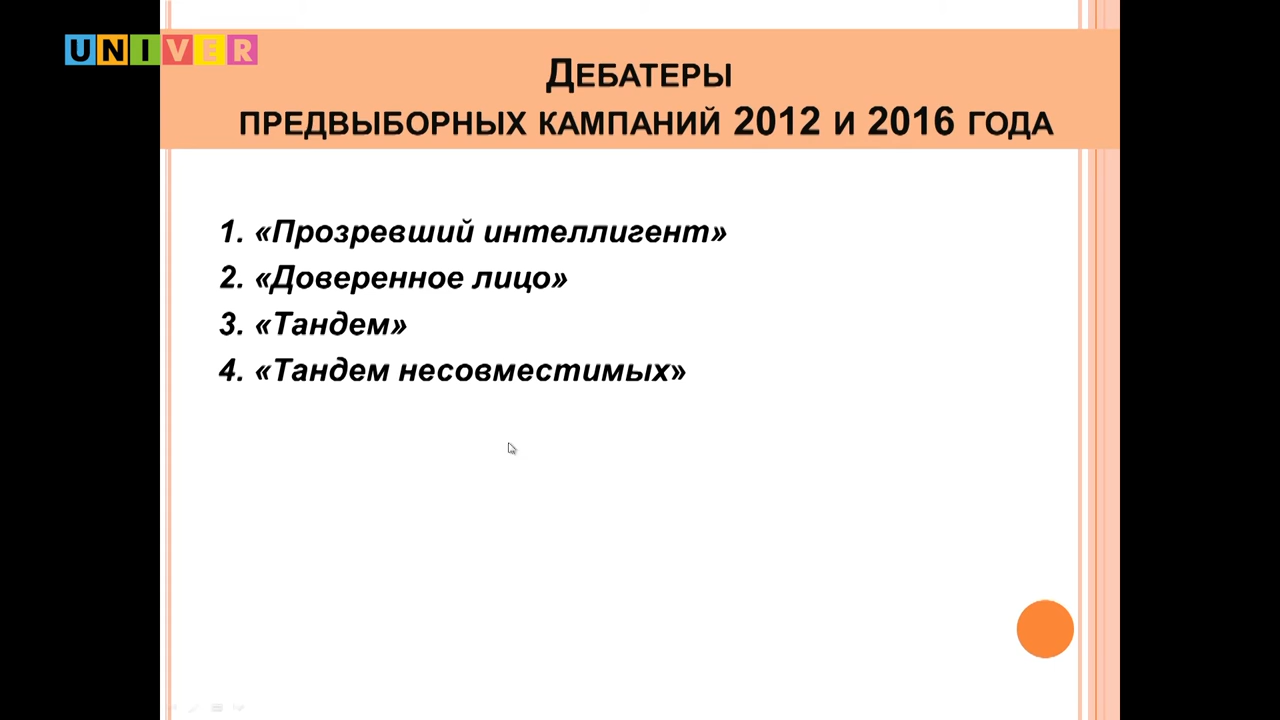 UNIVER
Дебатеры
предвыборных кампаний 2012 и 2016 года
1. «Прозревший интеллигент»
2. «Доверенное лицо»
3. «Тандем»
4. «Тандем несовместимых»